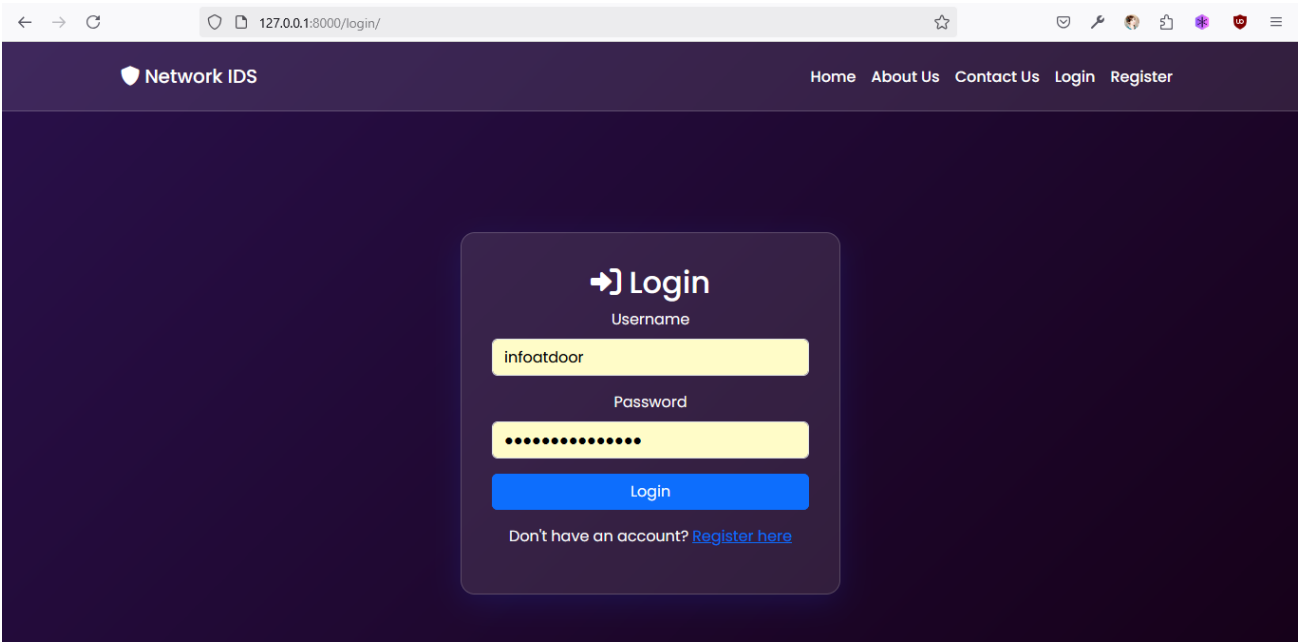 127.0.0.1:8000/login/
Network IDS
Home About Us Contact Us Login Register
Login
Username
infoatdoor
Password
●●●●●●●●●●●●●●●
Login
Don't have an account? Register here